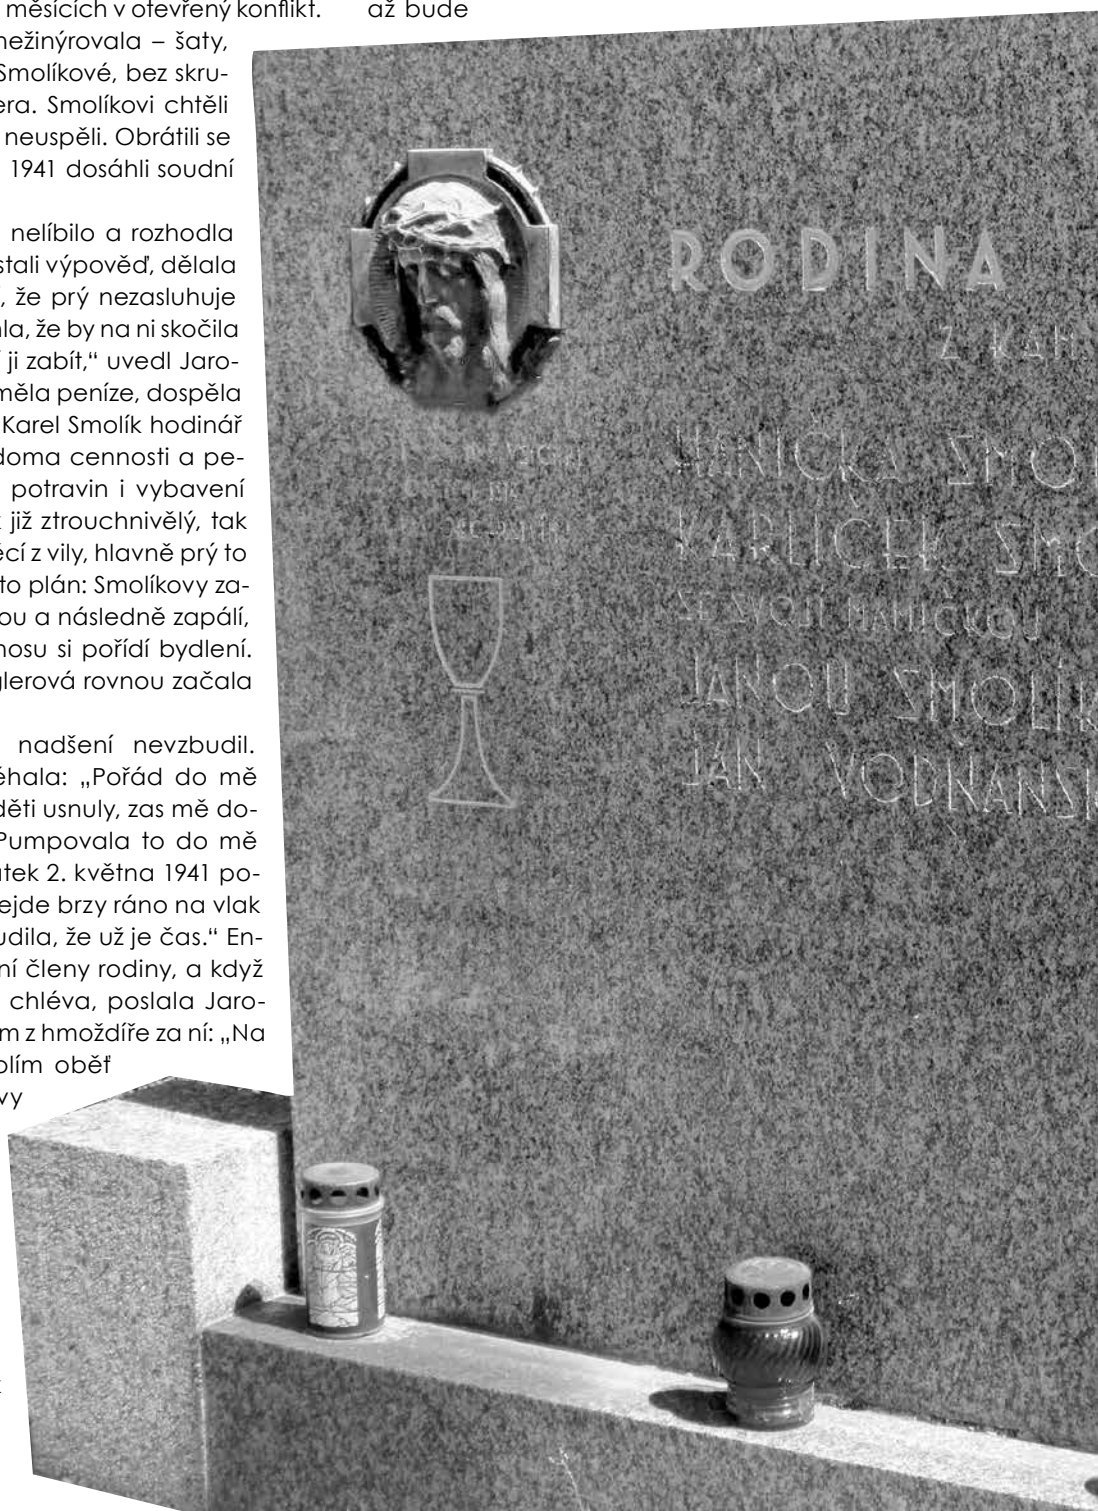 měsících v otevřený konflikt.
až bude
nežinýrovala – šaty,
Smolíkové, bez skru-
era. Smolíkovi chtěli
neuspěli. Obrátili se
1941 dosáhli soudní
nelíbilo a rozhodla
stali výpověď, dělala
, že prý nezasluhuje
la, že by na ni skočila
ji zabít,“ uvedl Jaro-
měla peníze, dospěla
Karel Smolík hodinář
doma cennosti a pe-
potravin i vybavení
již ztrouchnivělý, tak
ěcí z vily, hlavně prý to
to plán: Smolíkovy za-
ou a následně zapálí,
nosu si pořídí bydlení.
glerová rovnou začala
nadšení nevzbudil.
éhala: „Pořád do mě
děti usnuly, zas mě do-
Pumpovala to do mě
átek 2. května 1941 po-
ejde brzy ráno na vlak
udila, že už je čas.“ En-
ní členy rodiny, a když
chléva, poslala Jaro-
m z hmoždíře za ní: „Na
olím oběť
vy
RODINA
Z KAM
HANIČKA SMO
KARLÍČEK SMO
SE SVOJÍ MAMIČKOU
JANOU SMOLÍK
JAN VODŇANSK